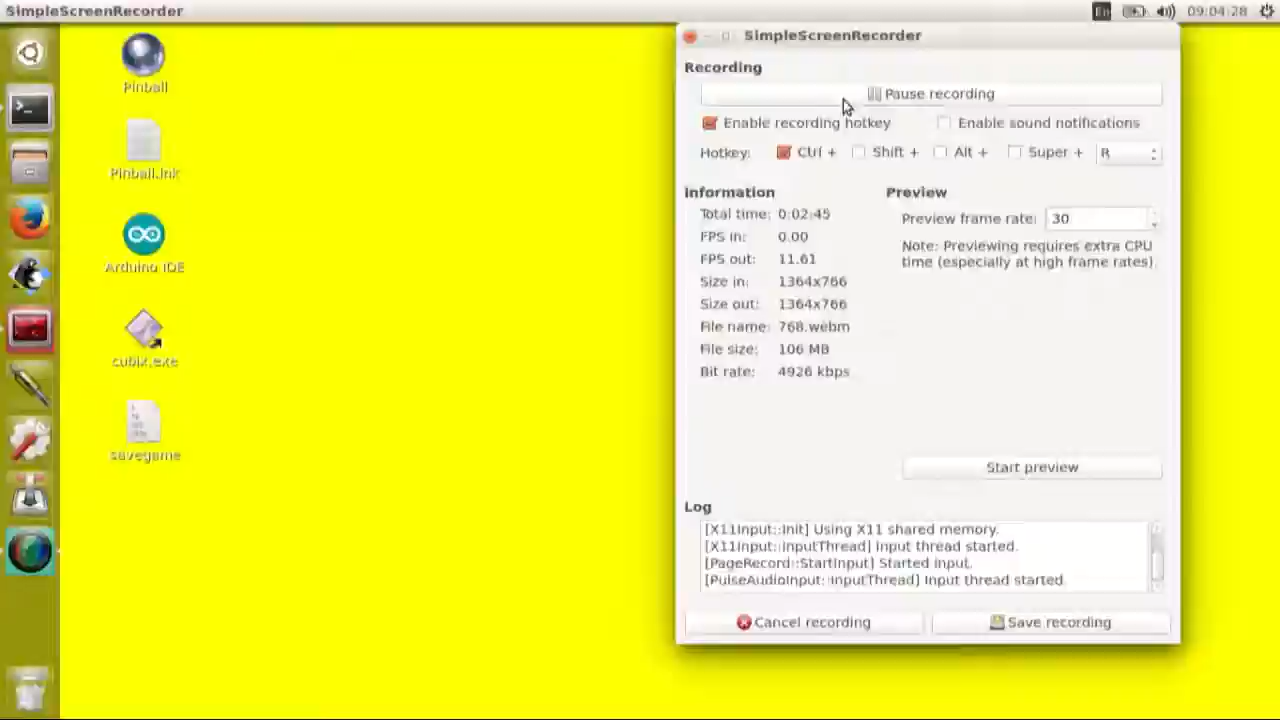 SimpleScreenRecorder
En
09:04:28
Pinball
Pinball.lnk
Arduino IDE
cubix.exe
savegame
SimpleScreenRecorder
Recording
Pause recording
Enable recording hotkey
Enable sound notifications
Hotkey: Ctrl + Shift + Alt + Super + R
Information
Total time: 0:02:45
FPS in: 0.00
FPS out: 11.61
Size in: 1364x766
Size out: 1364x766
File name: 768.webm
File size: 106 MB
Bit rate: 4926 kbps
Preview
Preview frame rate: 30
Note: Previewing requires extra CPU
time (especially at high frame rates).
Start preview
Log
[X11Input::Init] Using X11 shared memory.
[X11Input::InputThread] Input thread started.
[PageRecord::StartInput] Started input.
[PulseAudioInput::InputThread] Input thread started.
Cancel recording
Save recording